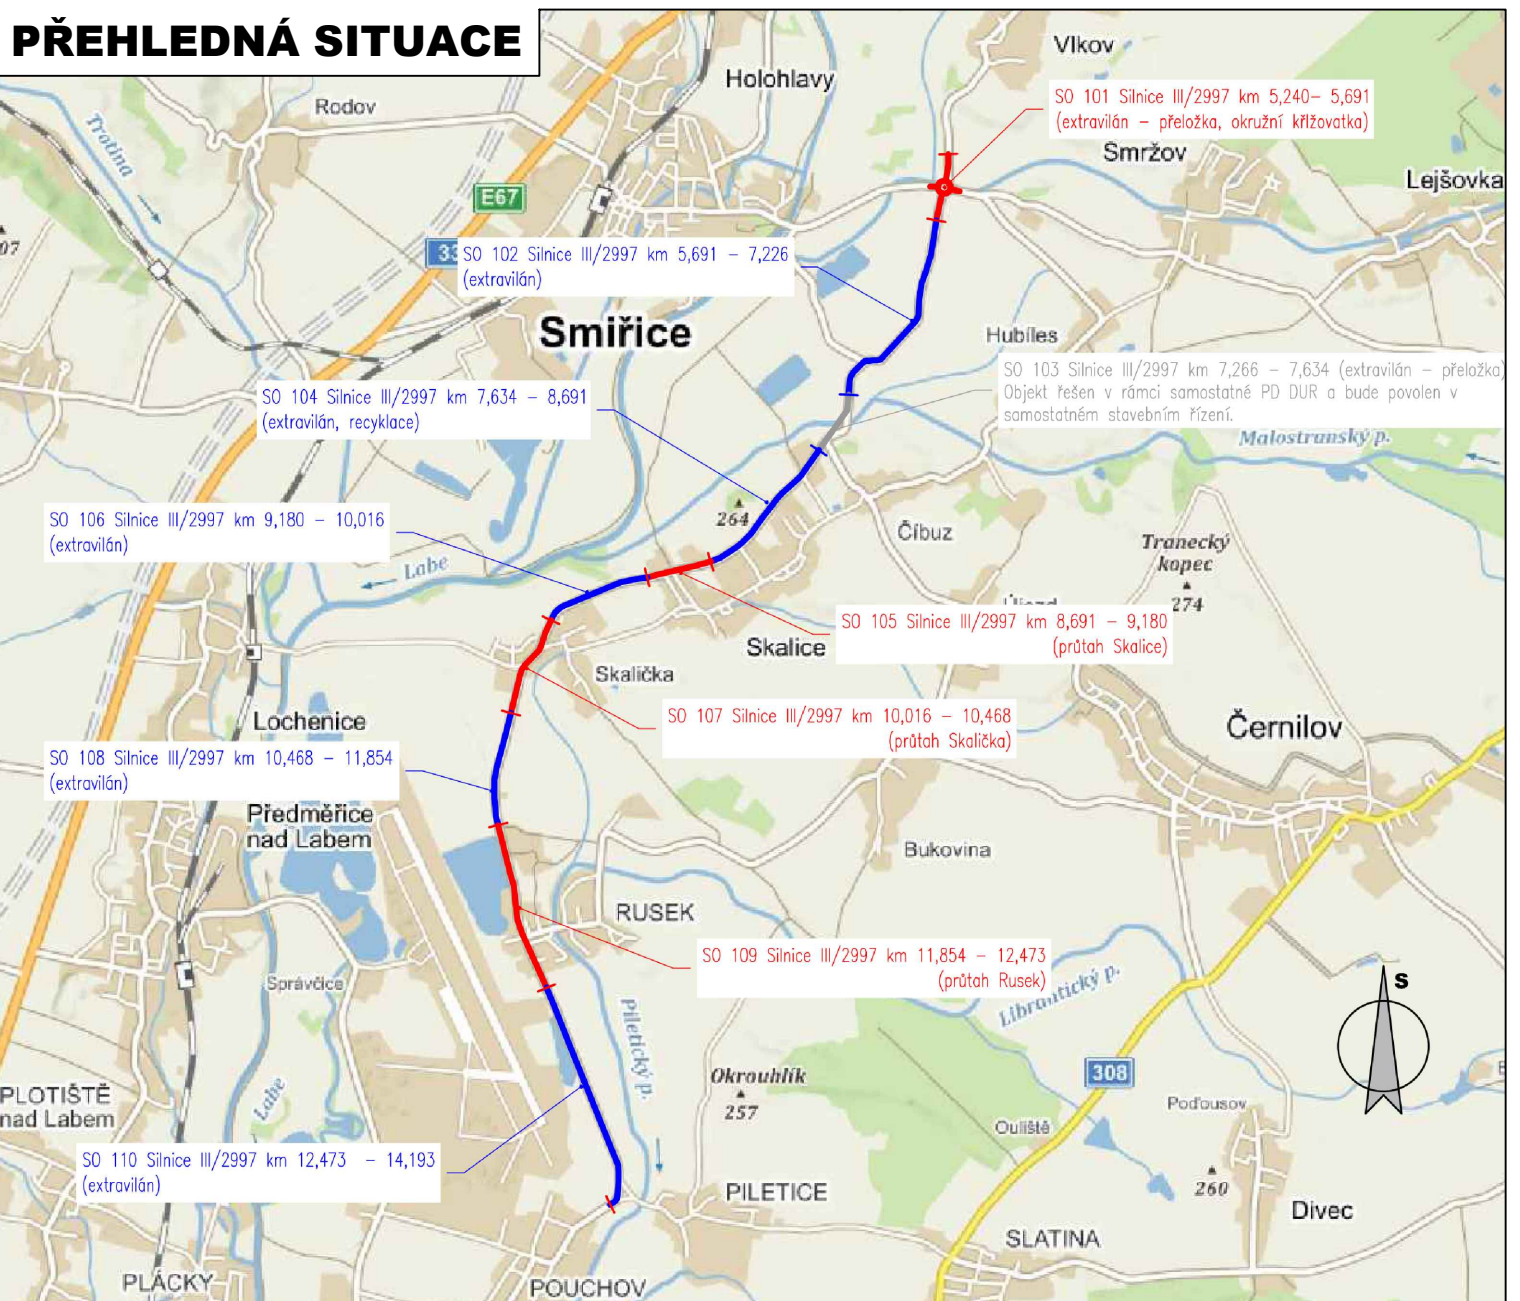 PŘEHLEDNÁ SITUACE
Vlkov
Holohlavy
Rodov
SO 101 Silnice III/2997 km 5,240– 5,691
(extravilán – přeložka, okružní křižovatka)
Trotina
Smržov
Lejšovka
E67
07
33
SO 102 Silnice III/2997 km 5,691 – 7,226
(extravilán)
Smiřice
Hubíles
SO 103 Silnice III/2997 km 7,266 – 7,634 (extravilán – přeložka)
Objekt řešen v rámci samostatné PD DUR a bude povolen v
samostatném stavebním řízení.
SO 104 Silnice III/2997 km 7,634 – 8,691
(extravilán, recyklace)
Malostranský p.
264
SO 106 Silnice III/2997 km 9,180 – 10,016
(extravilán)
Číbuz
Tranecký
kopec
274
Labe
Újezd
SO 105 Silnice III/2997 km 8,691 – 9,180
(průtah Skalice)
Skalice
Skalička
SO 107 Silnice III/2997 km 10,016 – 10,468
(průtah Skalička)
Lochenice
Černilov
SO 108 Silnice III/2997 km 10,468 – 11,854
(extravilán)
Předměřice
nad Labem
Bukovina
RUSEK
SO 109 Silnice III/2997 km 11,854 – 12,473
(průtah Rusek)
Správčice
Librantický p.
S
Piletický p.
Okrouhlík
257
308
PLOTIŠTĚ
nad Labem
Labe
Poďousov
Ouliště
SO 110 Silnice III/2997 km 12,473 – 14,193
(extravilán)
PILETICE
260
Divec
SLATINA
PLÁCKY
POUCHOV